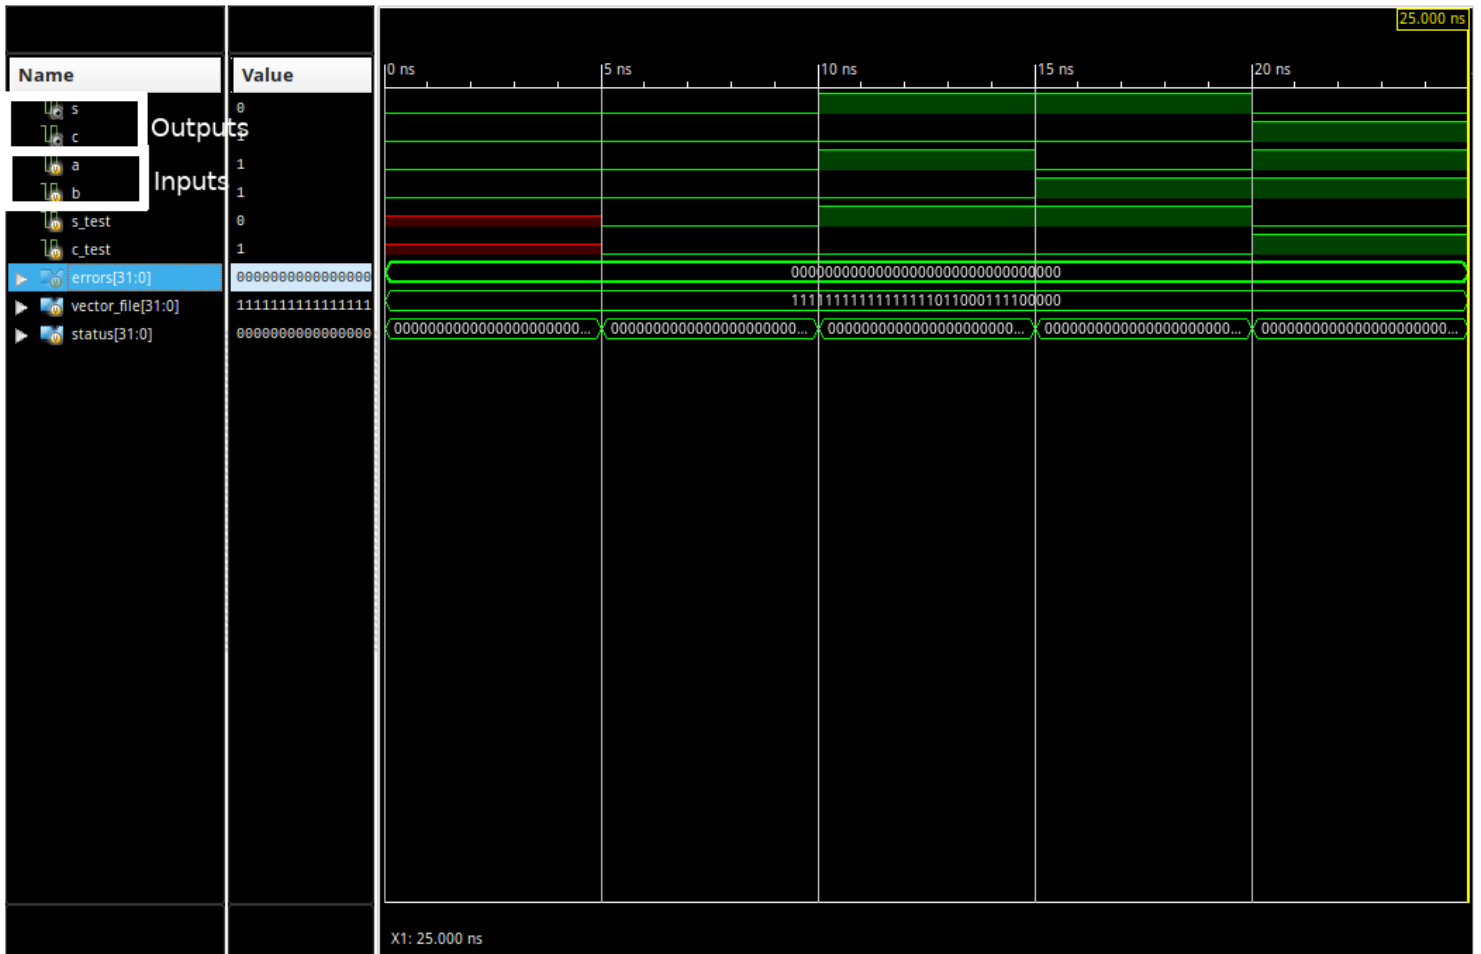 25.000 ns
Name Value
0 ns 5 ns 10 ns 15 ns 20 ns
s 0
c
Outputs
a 1
Inputs
b 1
s_test 0
c_test 1
errors[31:0] 0000000000000000 00000000000000000000000000000000
vector_file[31:0] 1111111111111111 11111111111111111011000111100000
status[31:0] 0000000000000000 0000000000000000000000... 0000000000000000000000... 0000000000000000000000... 0000000000000000000000... 0000000000000000000000...
X1: 25.000 ns